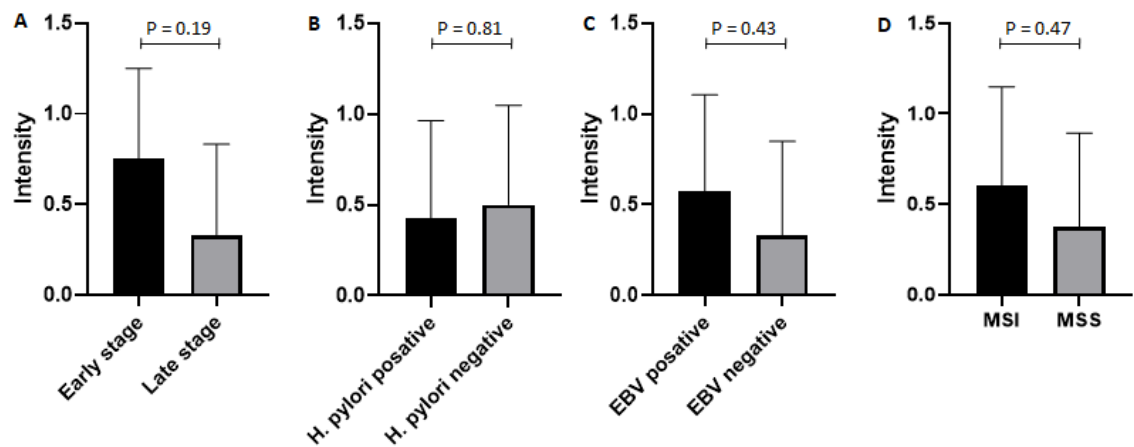 A
P = 0.19
Intensity
1.5
1.0
0.5
0.0
Early stage
Late stage
B
P = 0.81
Intensity
1.5
1.0
0.5
0.0
H. pylori posative
H. pylori negative
C
P = 0.43
Intensity
1.5
1.0
0.5
0.0
EBV posative
EBV negative
D
P = 0.47
Intensity
1.5
1.0
0.5
0.0
MSI
MSS